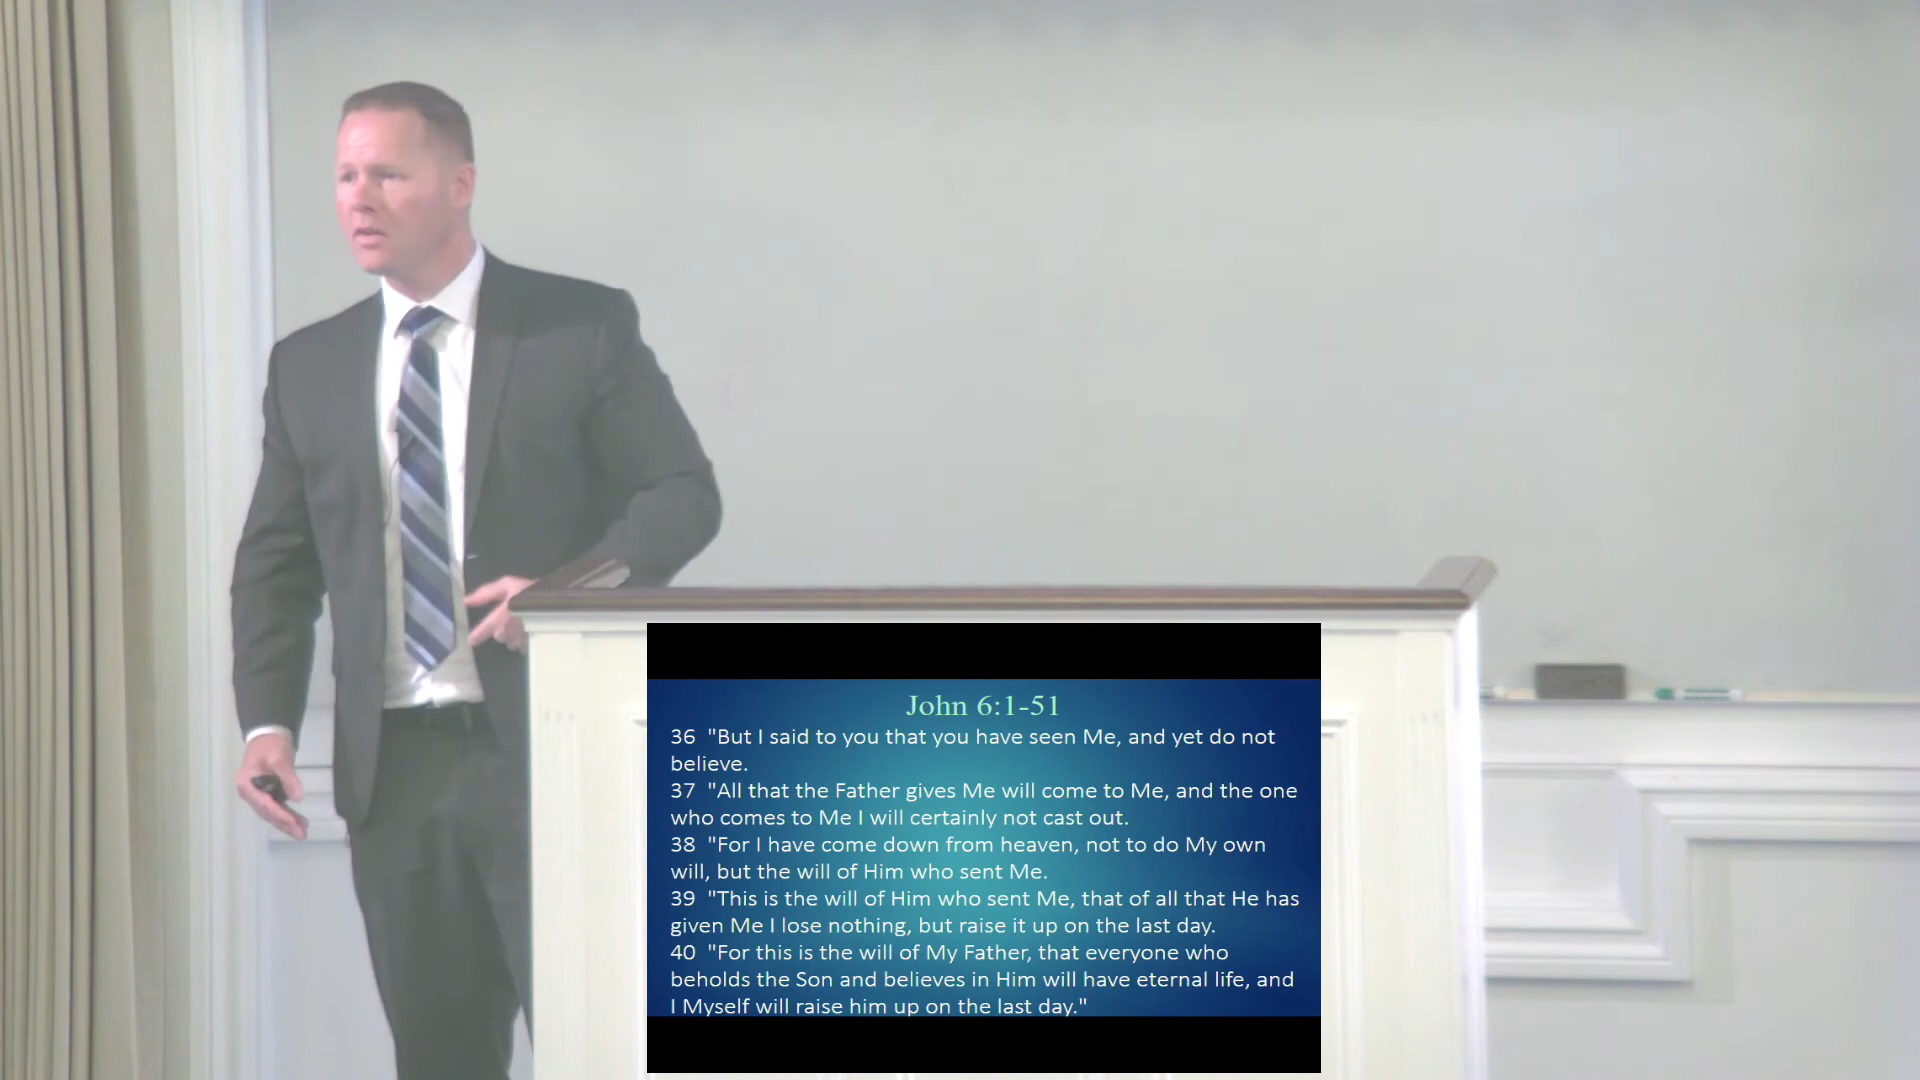 John 6:1-51
36  "But I said to you that you have seen Me, and yet do not
believe.
37  "All that the Father gives Me will come to Me, and the one
who comes to Me I will certainly not cast out.
38  "For I have come down from heaven, not to do My own
will, but the will of Him who sent Me.
39  "This is the will of Him who sent Me, that of all that He has
given Me I lose nothing, but raise it up on the last day.
40  "For this is the will of My Father, that everyone who
beholds the Son and believes in Him will have eternal life, and
I Myself will raise him up on the last day."